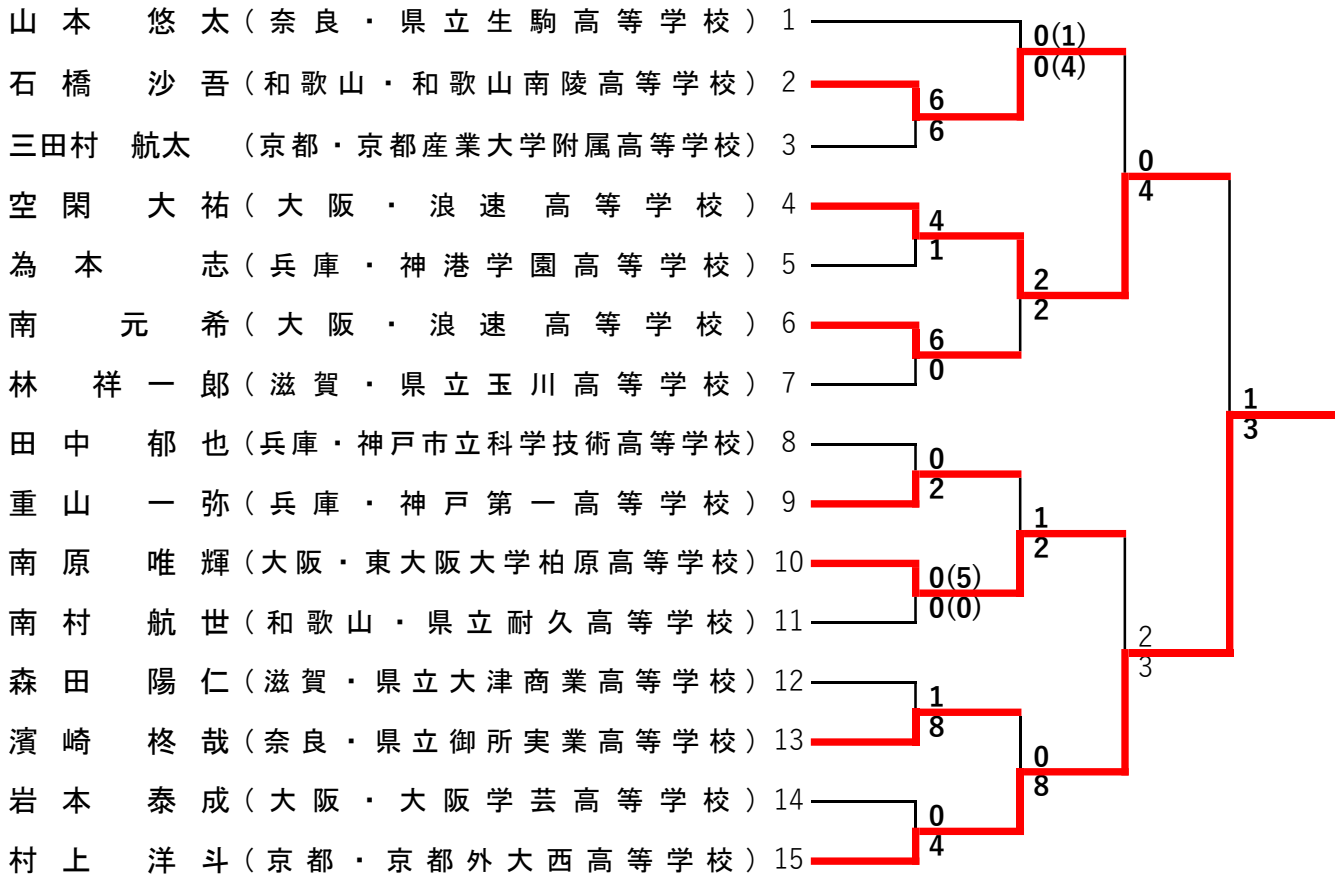 山本 悠太（奈良・県立生駒高等学校） 1
0(1)
0(4)
石橋 沙吾（和歌山・和歌山南陵高等学校） 2
6
6
三田村 航太 （京都・京都産業大学附属高等学校） 3
0
4
空閑 大祐（大阪・浪速 高等学校） 4
4
1
為本 志（兵庫・神港学園高等学校） 5
2
2
南 元希（大阪・浪速 高等学校） 6
6
0
林 祥一郎（滋賀・県立玉川高等学校） 7
1
3
田中 郁也（兵庫・神戸市立科学技術高等学校） 8
0
2
重山 一弥（兵庫・神戸第一高等学校） 9
1
2
南原 唯輝（大阪・東大阪大学柏原高等学校） 10
0(5)
0(0)
南村 航世（和歌山・県立耐久高等学校） 11
2
3
森田 陽仁（滋賀・県立大津商業高等学校） 12
1
8
濱崎 柊哉（奈良・県立御所実業高等学校） 13
0
8
岩本 泰成（大阪・大阪学芸高等学校） 14
0
4
村上 洋斗（京都・京都外大西高等学校） 15